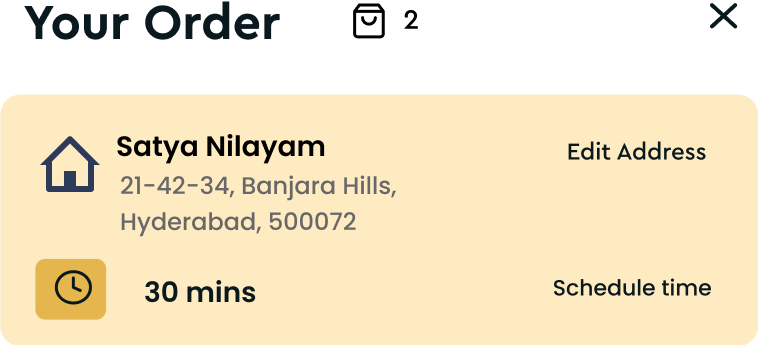 Your Order 2
Satya Nilayam
Edit Address
21-42-34, Banjara Hills,
Hyderabad, 500072
30 mins
Schedule time